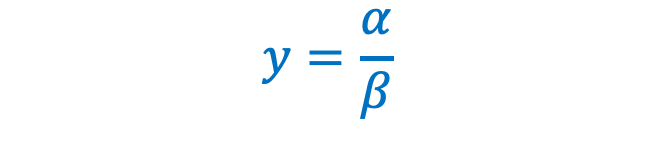 y = α/β